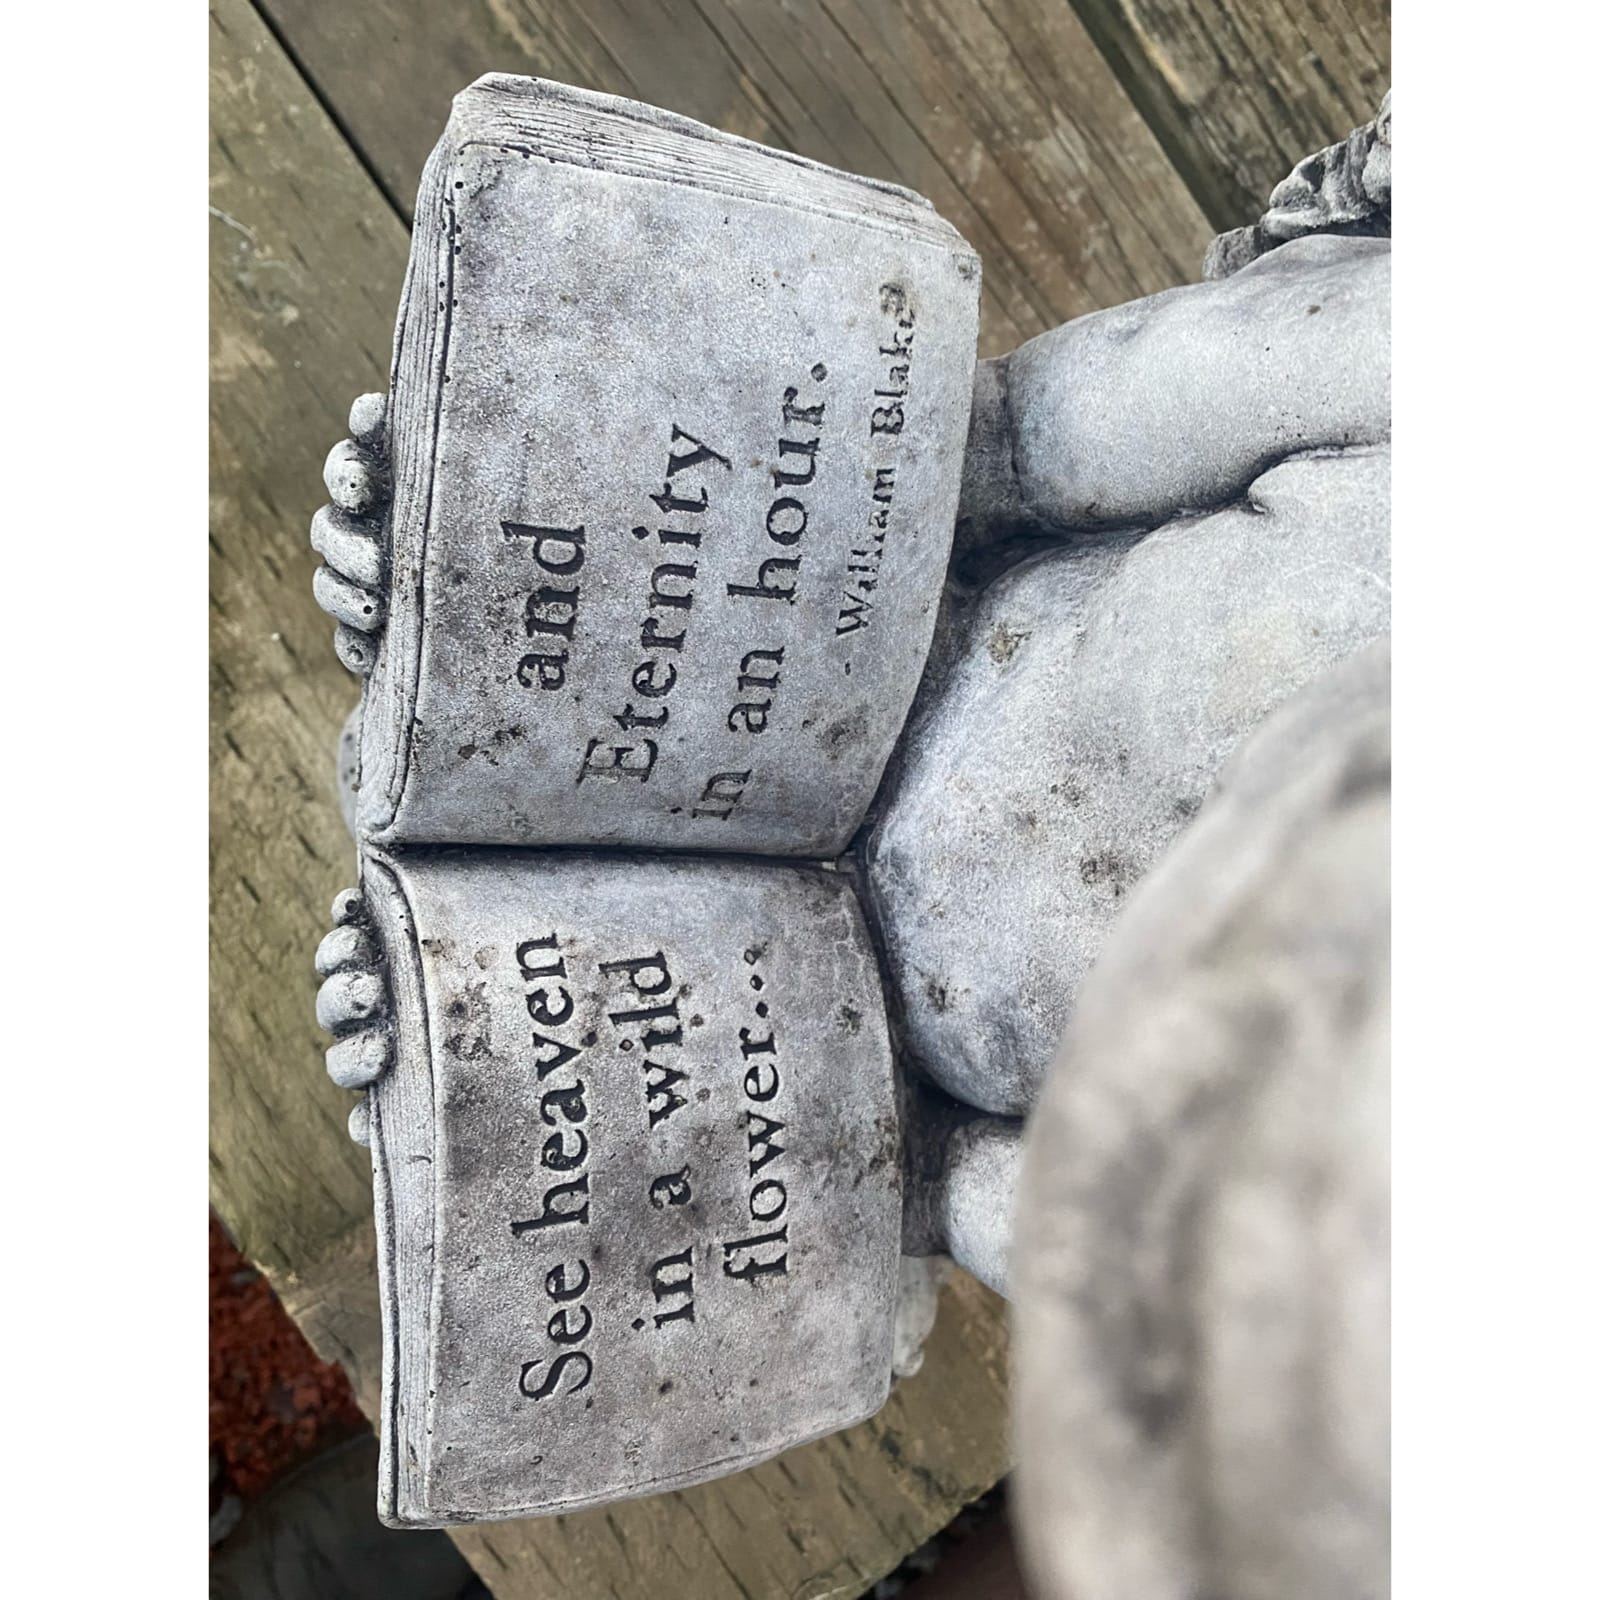 See heaven
in a wild
flower...
and
Eternity
in an hour.
- William Blake